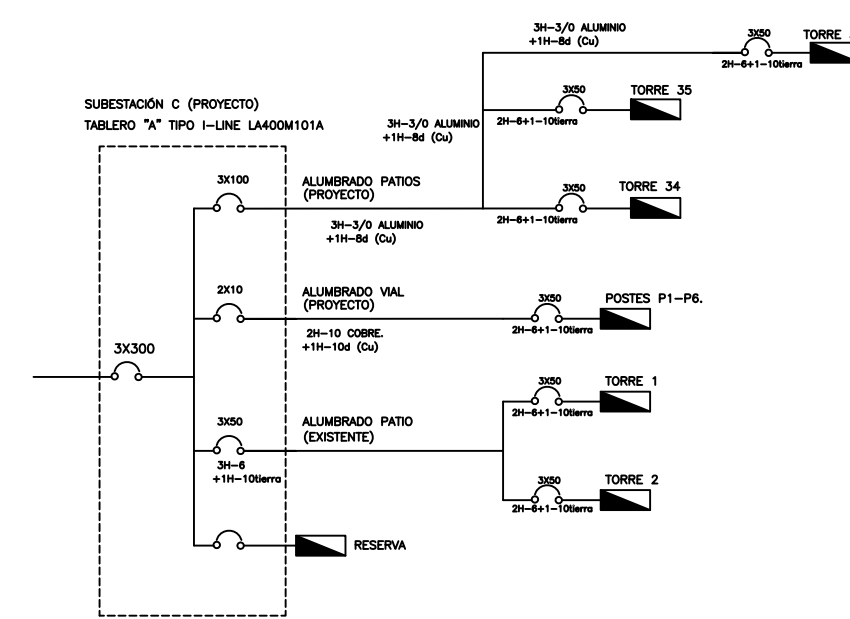 3H-3/0 ALUMINIO
+1H-8d (Cu)
3X50
TORRE
2H-6+1-10tierra
3X50
TORRE 35
2H-6+1-10tierra
SUBESTACIÓN C (PROYECTO)
TABLERO "A" TIPO I-LINE LA400M101A
3H-3/0 ALUMINIO
+1H-8d (Cu)
3X100
ALUMBRADO PATIOS
(PROYECTO)
3X50
TORRE 34
2H-6+1-10tierra
3H-3/0 ALUMINIO
+1H-8d (Cu)
2X10
ALUMBRADO VIAL
(PROYECTO)
3X50
POSTES P1-P6.
2H-6+1-10tierra
2H-10 COBRE.
+1H-10d (Cu)
3X300
3X50
TORRE 1
2H-6+1-10tierra
3X50
ALUMBRADO PATIO
(EXISTENTE)
3H-6
+1H-10tierra
3X50
TORRE 2
2H-6+1-10tierra
RESERVA